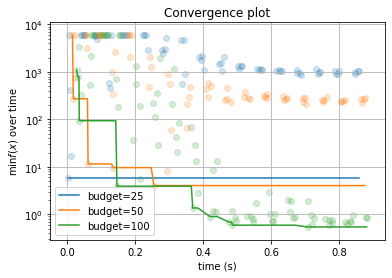 Convergence plot
min f(x) over time
10⁴
10³
10²
10¹
10⁰
budget=25
budget=50
budget=100
0.0 0.2 0.4 0.6 0.8
time (s)